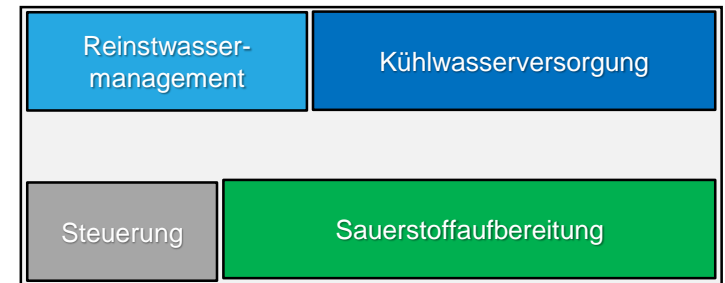 Reinstwasser-
management
Kühlwasserversorgung
Steuerung
Sauerstoffaufbereitung